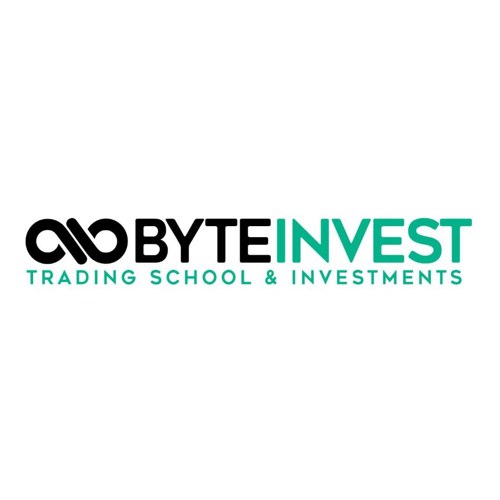 BYTEINVEST
TRADING SCHOOL & INVESTMENTS